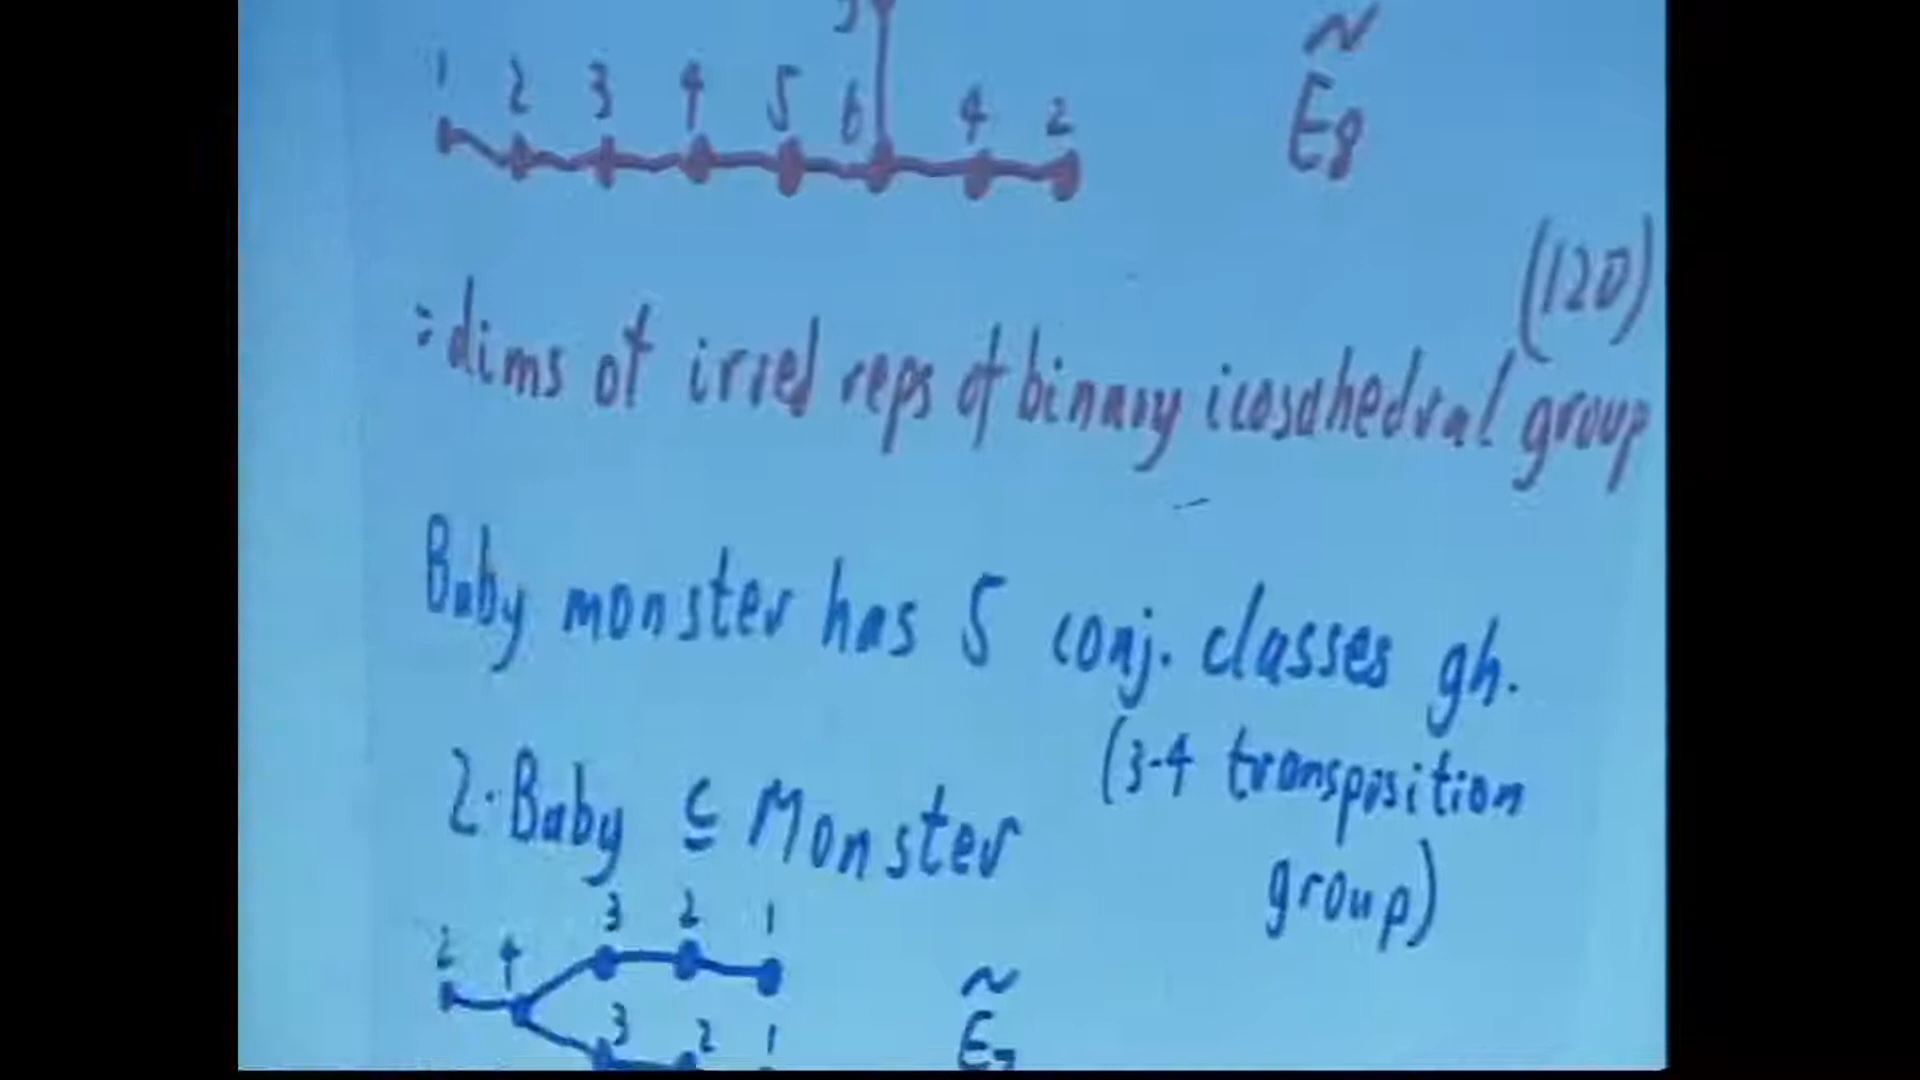 3
1 2 3 4 5 6 4 2
Ẽ8
(120)
= dims of irred reps of binary icosahedral group
Baby monster has 5 conj. classes gh.
(3-4 transposition
group)
2·Baby ⊆ Monster
3 2 1
2 4
3 2 1
Ẽ7